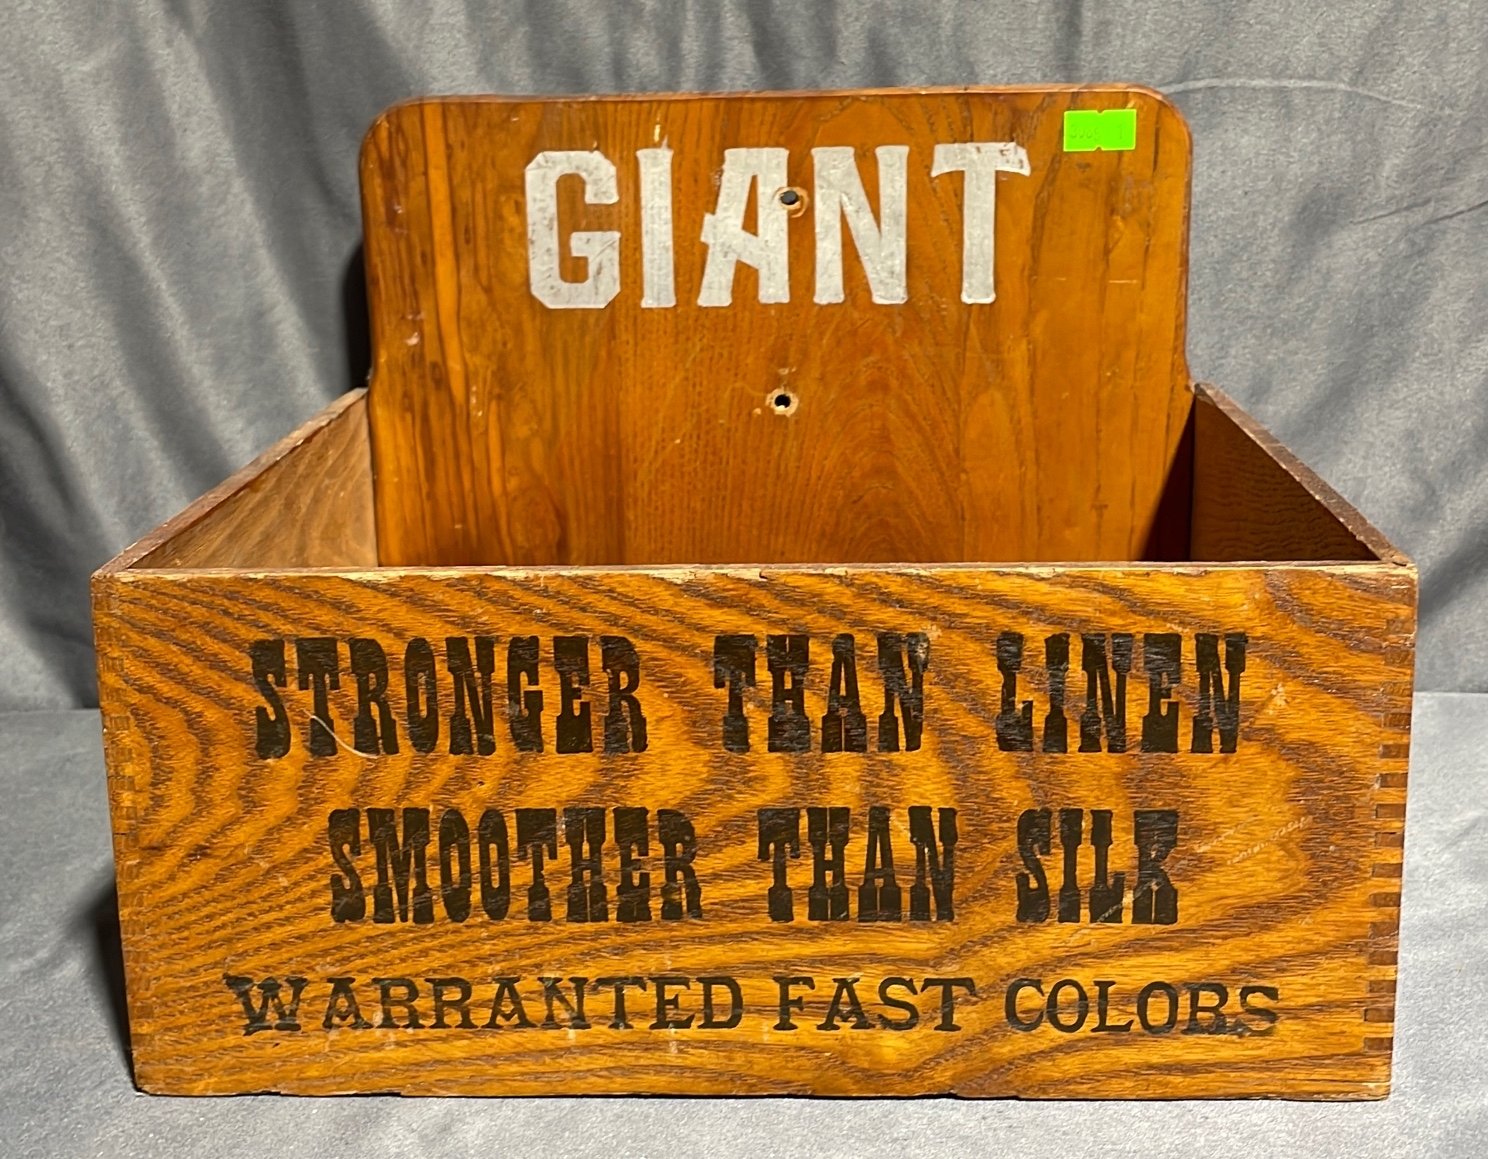 GIANT
STRONGER THAN LINEN
SMOOTHER THAN SILK
WARRANTED FAST COLORS